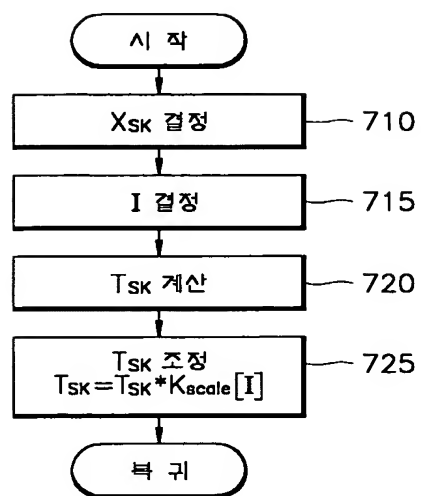 시 작
XSK 결정
710
I 결정
715
TSK 계산
720
TSK 조정
TSK=TSK*Kscale[I]
725
복 귀